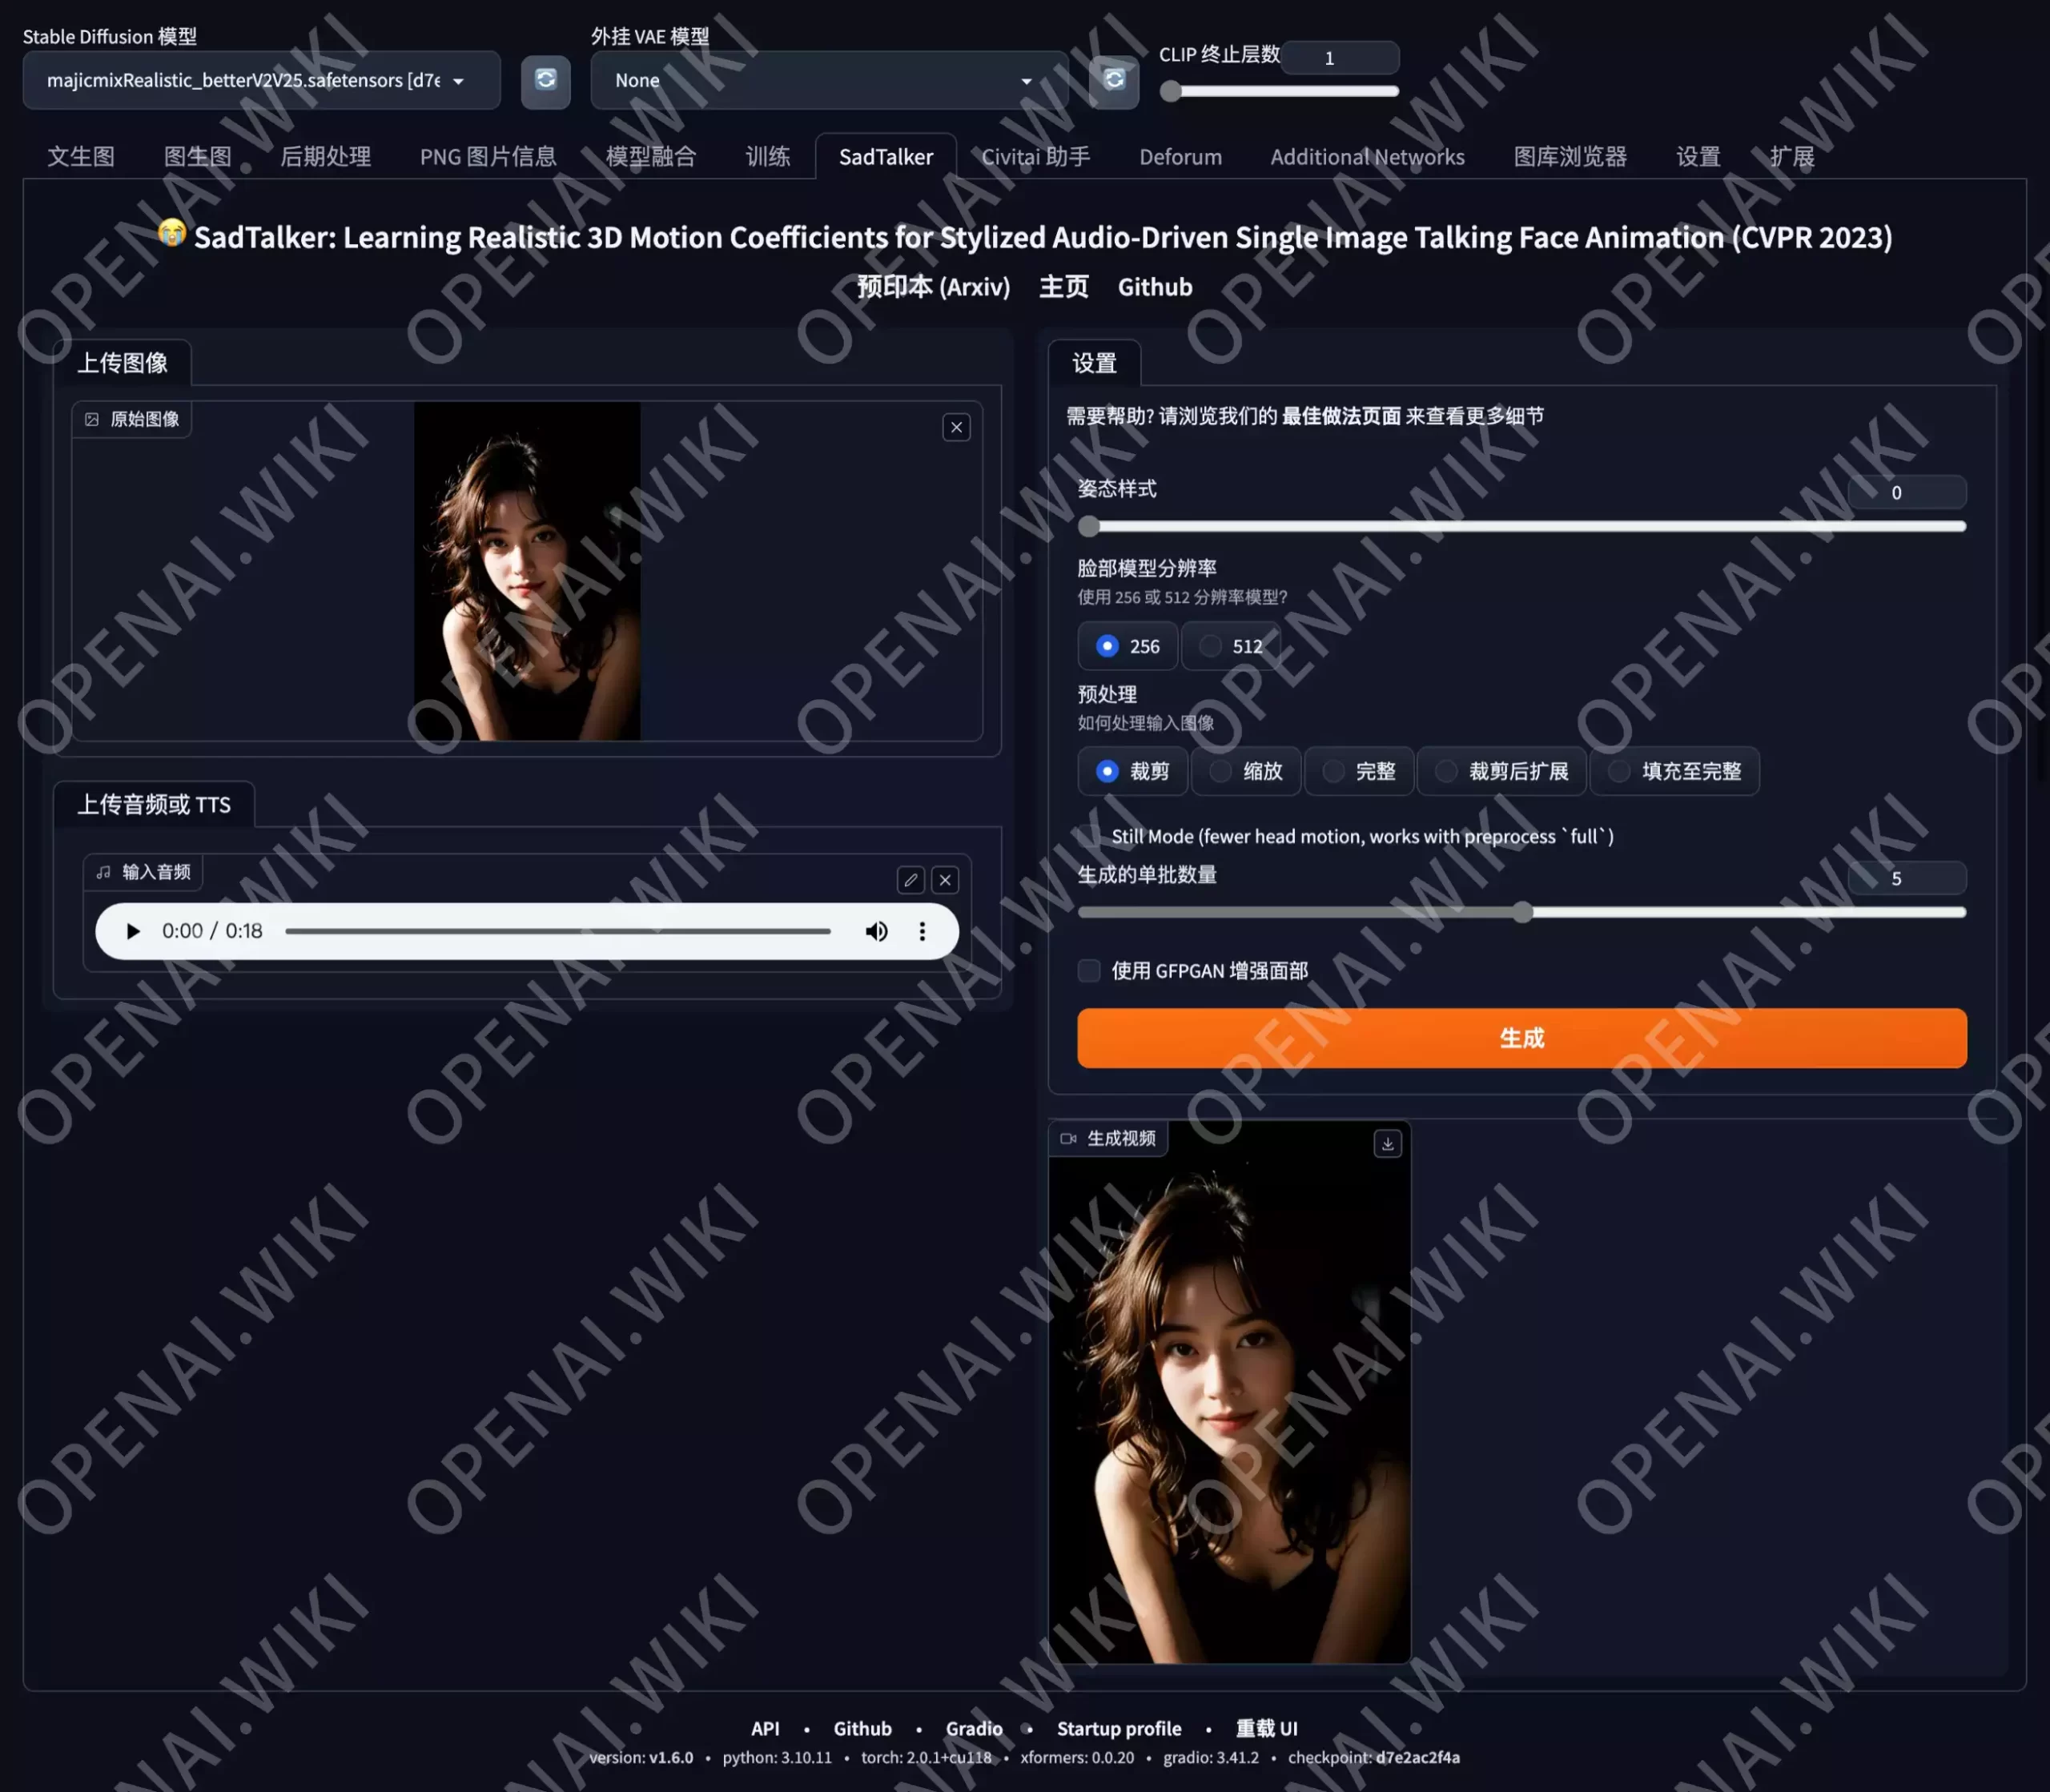 Stable Diffusion 模型
外挂 VAE 模型
CLIP 终止层数
1
majicmixRealistic_betterV2V25.safetensors [d7e
None
文生图
图生图
后期处理
PNG 图片信息
模型融合
训练
SadTalker
Civitai 助手
Deforum
Additional Networks
图库浏览器
设置
扩展
😭 SadTalker: Learning Realistic 3D Motion Coefficients for Stylized Audio-Driven Single Image Talking Face Animation (CVPR 2023)
预印本 (Arxiv) 主页 Github
上传图像
原始图像
上传音频或 TTS
输入音频
0:00 / 0:18
设置
需要帮助? 请浏览我们的 最佳做法页面 来查看更多细节
姿态样式
0
脸部模型分辨率
使用 256 或 512 分辨率模型?
256
512
预处理
如何处理输入图像
裁剪
缩放
完整
裁剪后扩展
填充至完整
Still Mode (fewer head motion, works with preprocess `full`)
生成的单批数量
5
使用 GFPGAN 增强面部
生成
生成视频
API • Github • Gradio • Startup profile • 重载 UI
version: v1.6.0 • python: 3.10.11 • torch: 2.0.1+cu118 • xformers: 0.0.20 • gradio: 3.41.2 • checkpoint: d7e2ac2f4a
OPENAI.WIKI